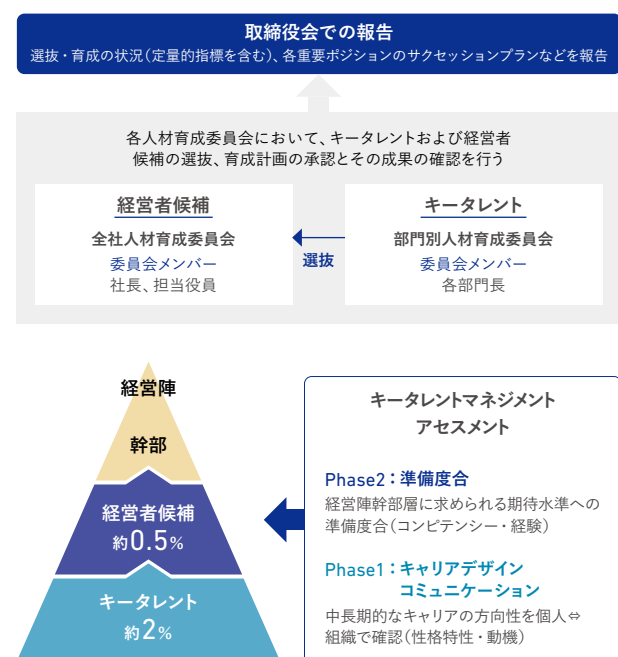 取締役会での報告
選抜・育成の状況（定量的指標を含む）、各重要ポジションのサクセッションプランなどを報告
各人材育成委員会において、キータレントおよび経営者
候補の選抜、育成計画の承認とその成果の確認を行う
経営者候補
全社人材育成委員会
委員会メンバー
社長、担当役員
選抜
キータレント
部門別人材育成委員会
委員会メンバー
各部門長
経営陣
幹部
経営者候補
約0.5%
キータレント
約2%
キータレントマネジメント
アセスメント
Phase2：準備度合
経営陣幹部層に求められる期待水準への
準備度合（コンピテンシー・経験）
Phase1：キャリアデザイン
コミュニケーション
中長期的なキャリアの方向性を個人⇔
組織で確認（性格特性・動機）